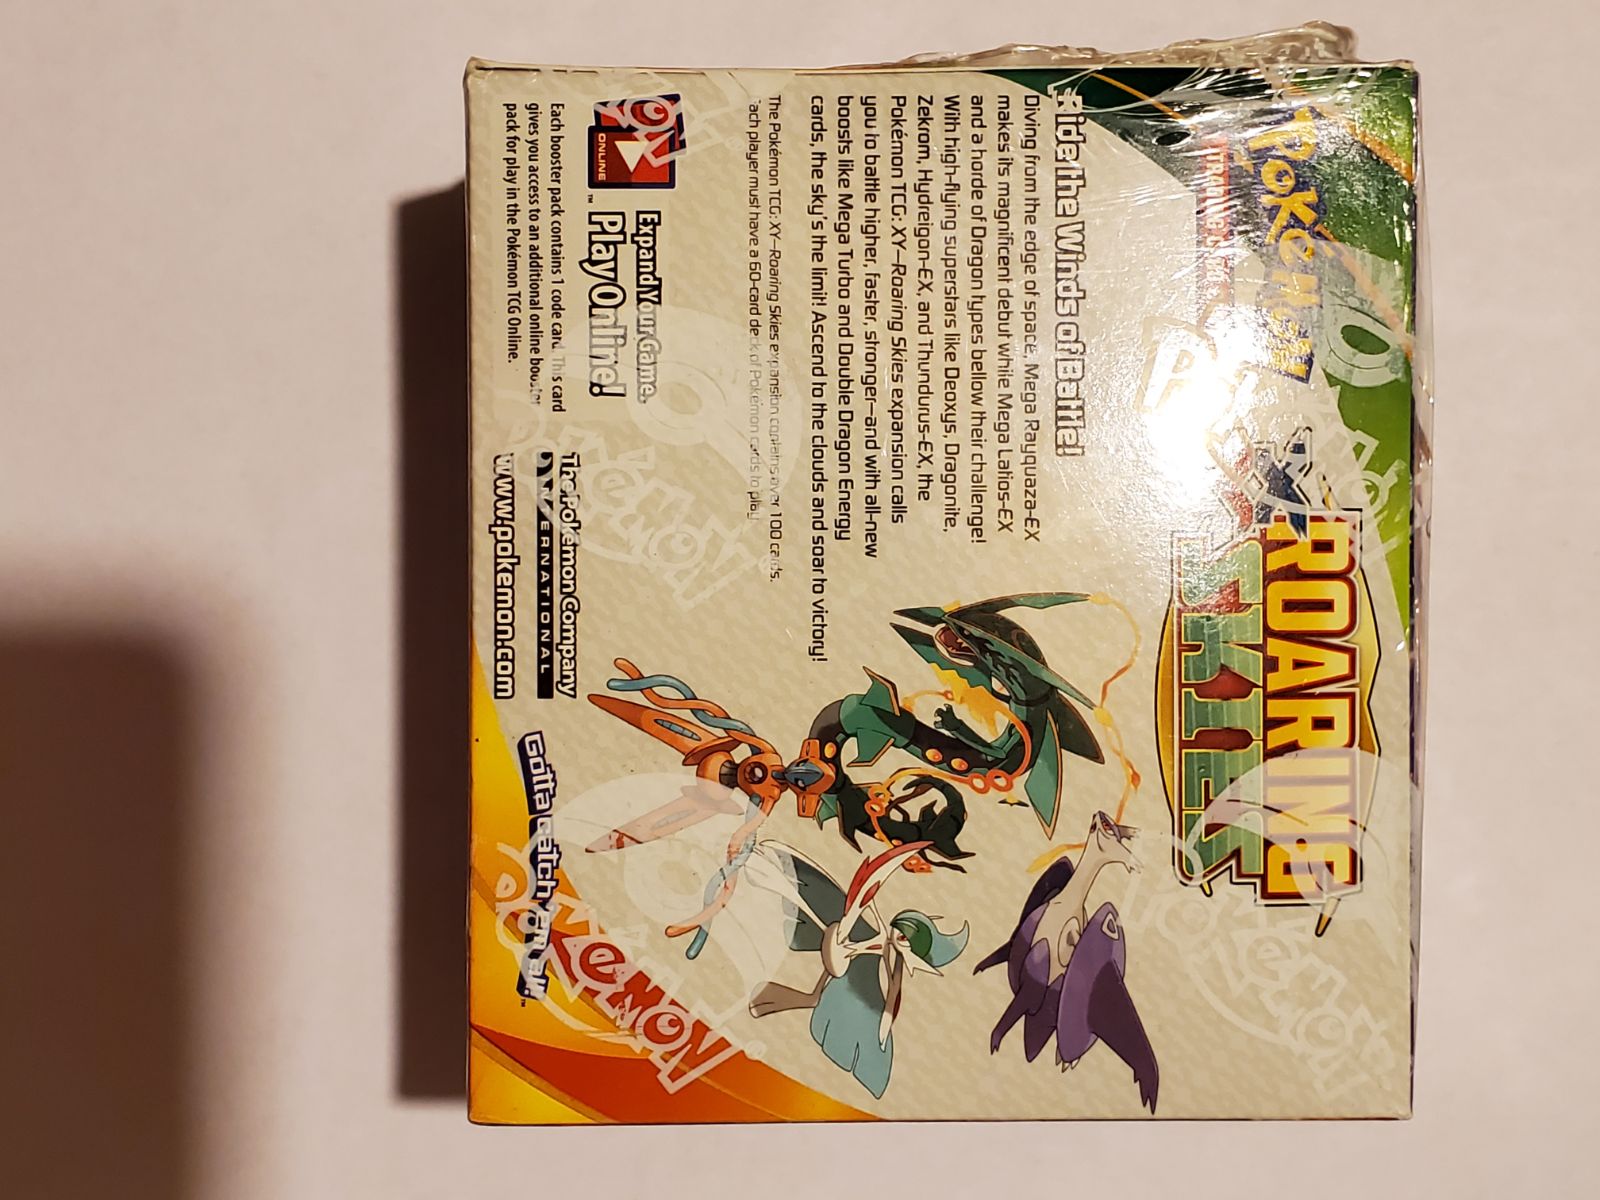 Pokémon
TRADING CARD
XY
ROARING
SKIES
Ride the Winds of Battle!
Diving from the edge of space, Mega Rayquaza-EX
makes its magnificent debut while Mega Latios-EX
and a horde of Dragon types bellow their challenge!
With high-flying superstars like Deoxys, Dragonite,
Zekrom, Hydreigon-EX, and Thundurus-EX, the
Pokémon TCG: XY—Roaring Skies expansion calls
you to battle higher, faster, stronger—and with all-new
boosts like Mega Turbo and Double Dragon Energy
cards, the sky's the limit! Ascend to the clouds and soar to victory!
The Pokémon TCG: XY—Roaring Skies expansion contains over 100 cards.
Each player must have a 60-card deck of Pokémon cards to play.
ONLINE
™
Expand Your Game.
Play Online!
Each booster pack contains 1 code card. This card
gives you access to an additional online booster
pack for play in the Pokémon TCG Online.
The Pokémon Company
INTERNATIONAL
www.pokemon.com
Gotta catch 'em all!™
POKéMON
POKéMON
POKéMON